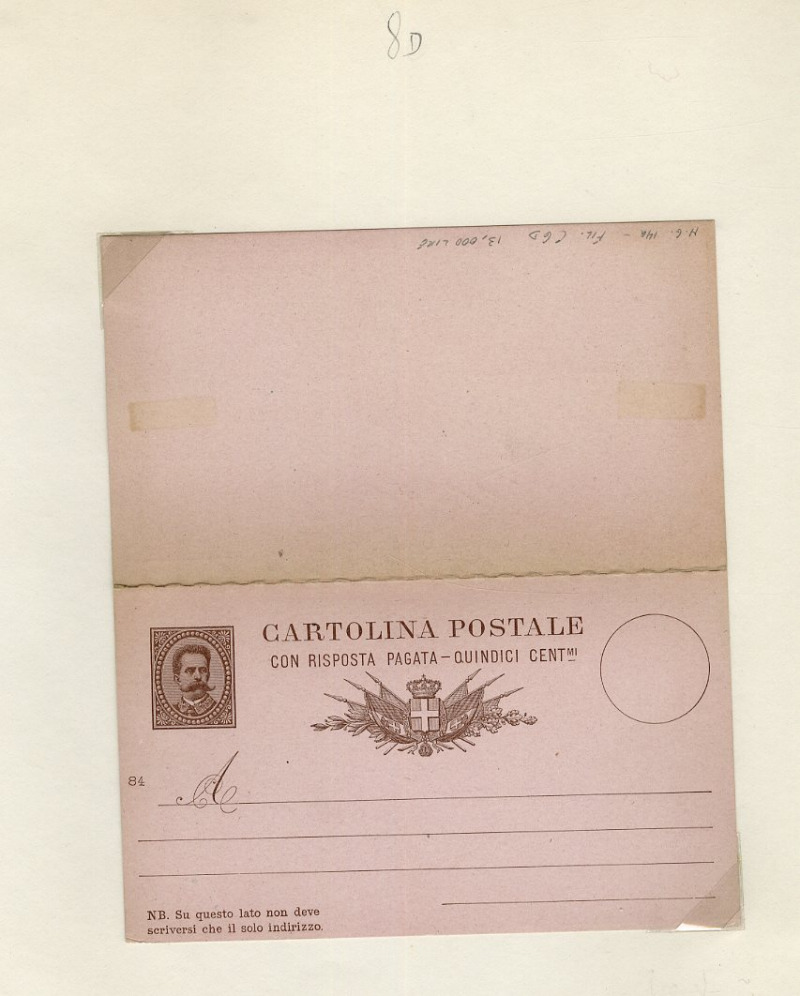 8D
H.G. 14a - FIL. C6D 13,000 LIRE
CARTOLINA POSTALE
CON RISPOSTA PAGATA — QUINDICI CENTMI
84
A
NB. Su questo lato non deve
scriversi che il solo indirizzo.